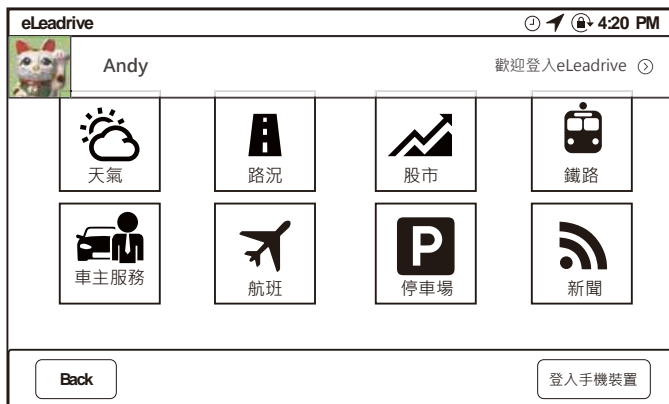 eLeadrive 4:20 PM
Andy 歡迎登入eLeadrive
天氣 路況 股市 鐵路
車主服務 航班 P 停車場 新聞
Back 登入手機裝置